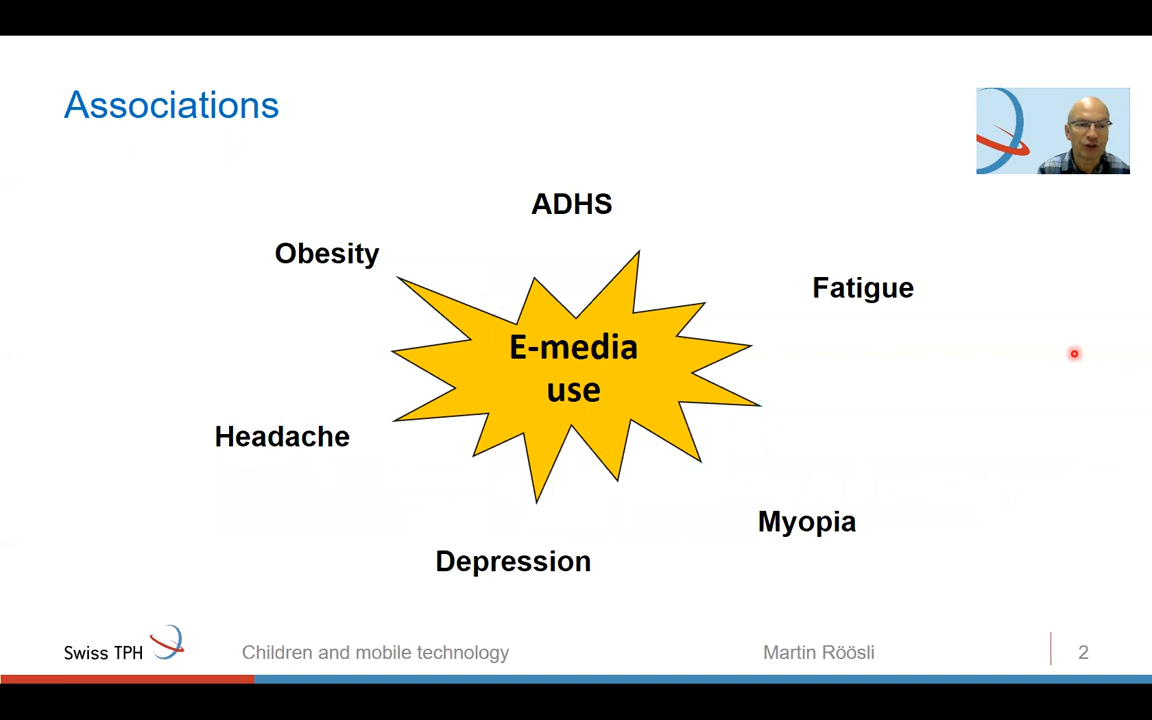 Associations
ADHS
Obesity
Fatigue
E-media
use
Headache
Myopia
Depression
Swiss TPH
Children and mobile technology
Martin Röösli
2